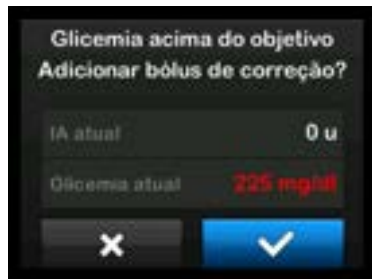 Glicemia acima do objetivo
Adicionar bólus de correção?
IA atual 0 u
Glicemia atual 225 mg/dl